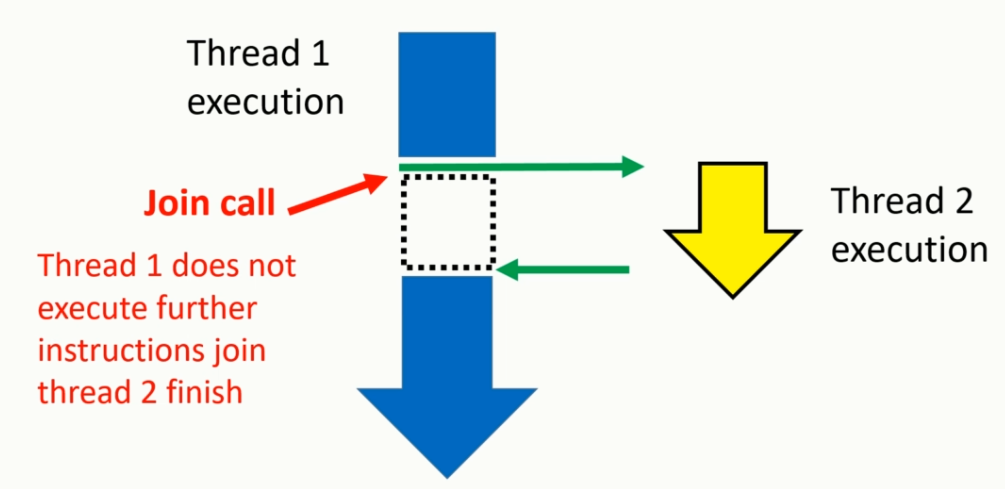 Thread 1
execution
Join call
Thread 1 does not
execute further
instructions join
thread 2 finish
Thread 2
execution